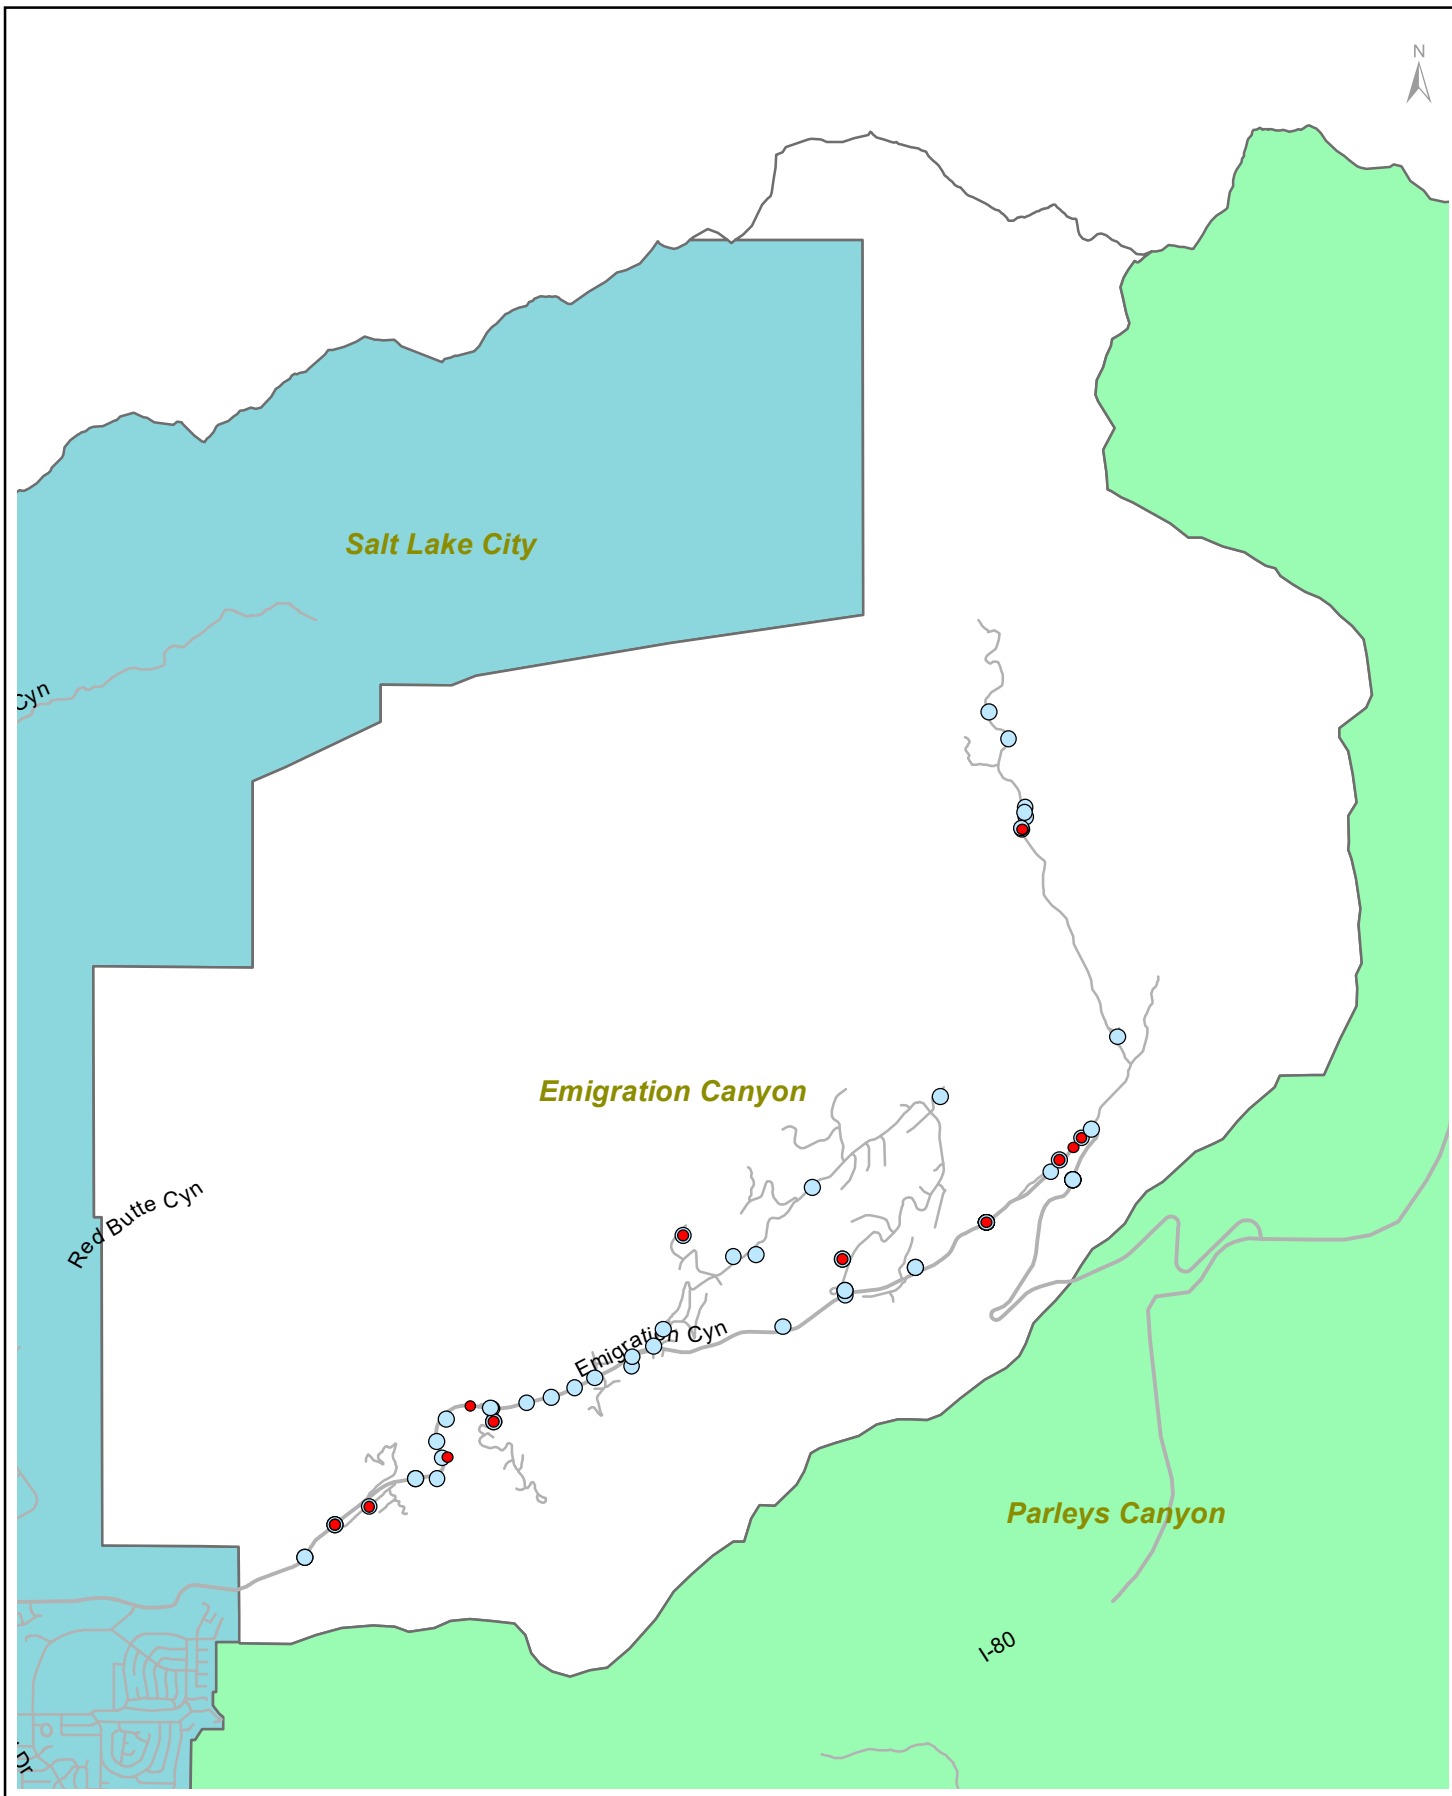 N
Salt Lake City
Cyn
Emigration Canyon
Red Butte Cyn
Emigration Cyn
Parleys Canyon
I-80
Dr